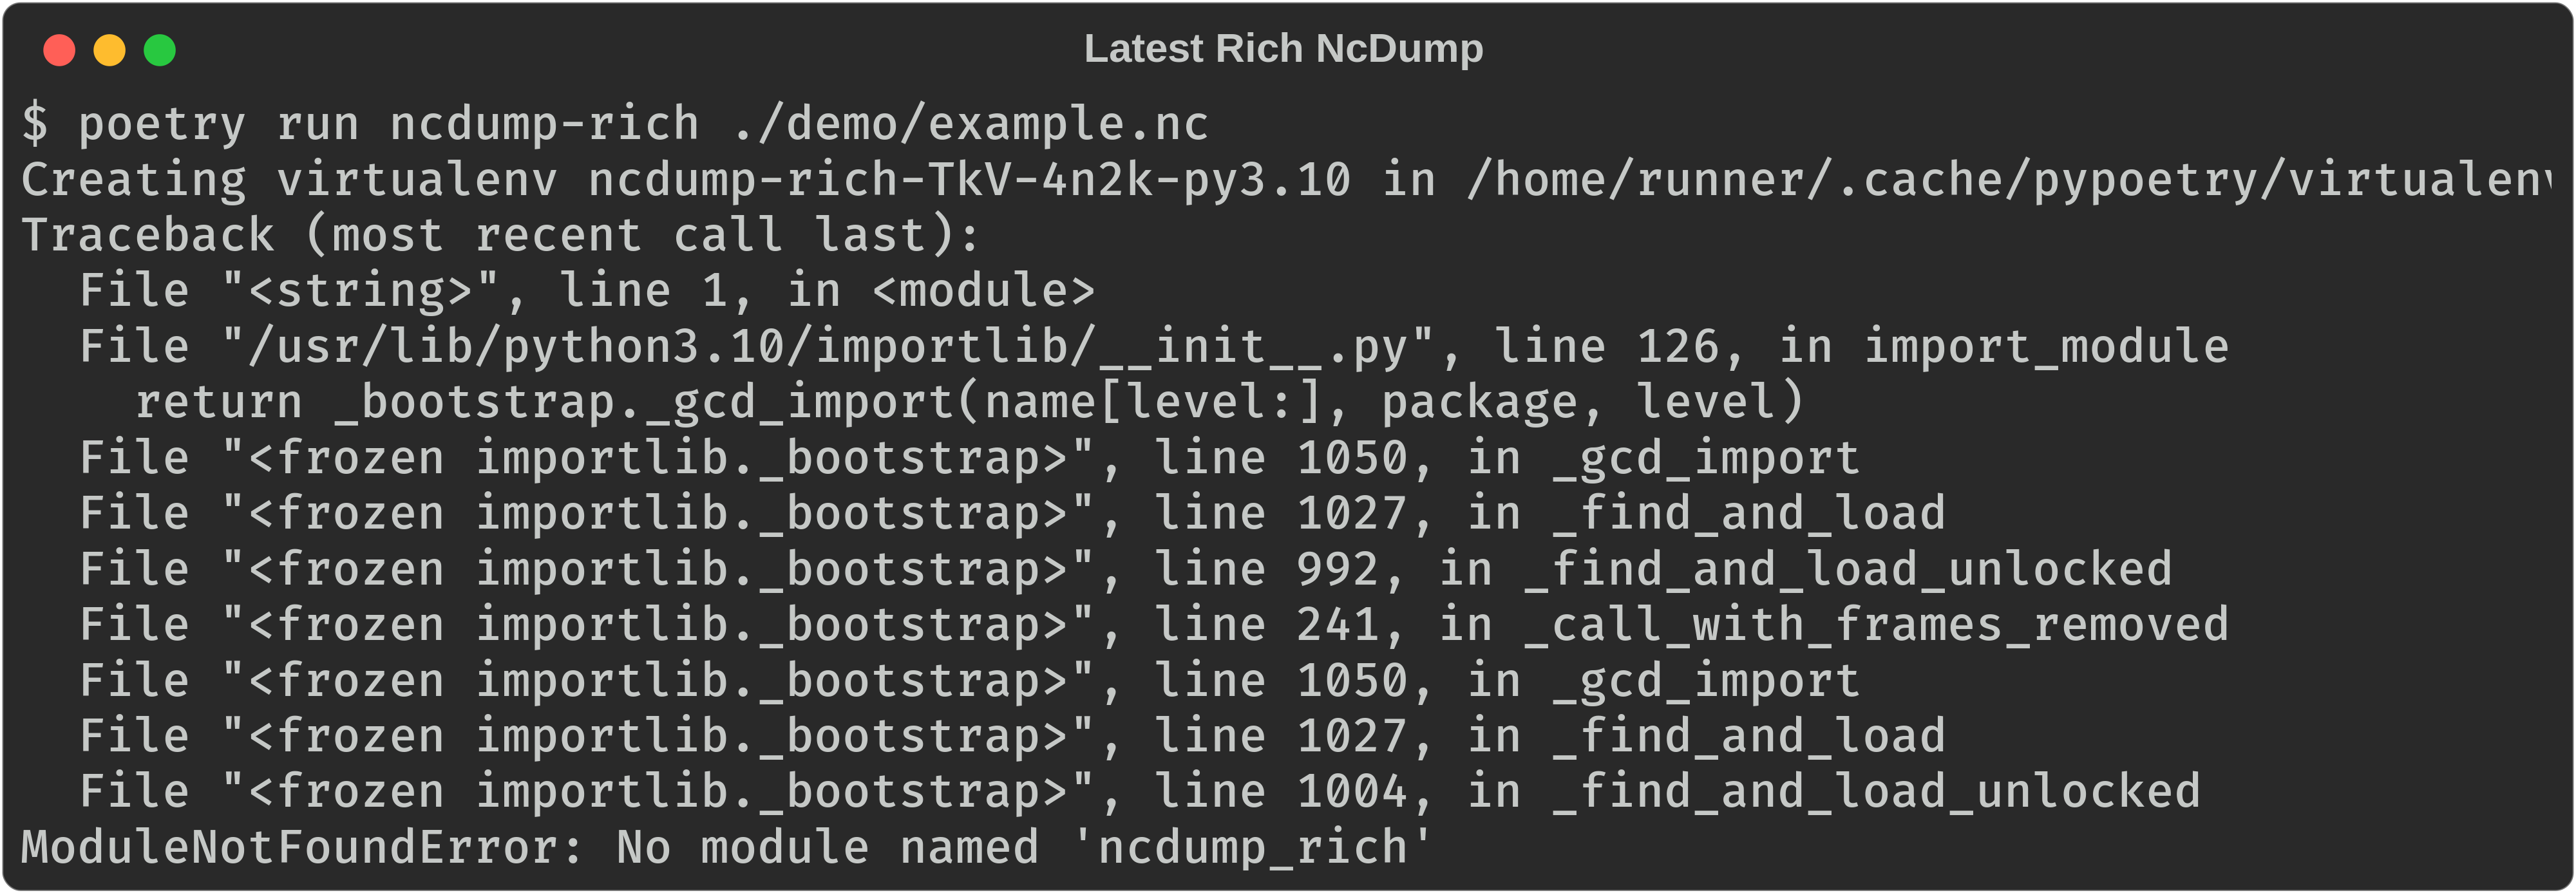 Latest Rich NcDump
$ poetry run ncdump-rich ./demo/example.nc
Creating virtualenv ncdump-rich-TkV-4n2k-py3.10 in /home/runner/.cache/pypoetry/virtualenv
Traceback (most recent call last):
  File "<string>", line 1, in <module>
  File "/usr/lib/python3.10/importlib/__init__.py", line 126, in import_module
    return _bootstrap._gcd_import(name[level:], package, level)
  File "<frozen importlib._bootstrap>", line 1050, in _gcd_import
  File "<frozen importlib._bootstrap>", line 1027, in _find_and_load
  File "<frozen importlib._bootstrap>", line 992, in _find_and_load_unlocked
  File "<frozen importlib._bootstrap>", line 241, in _call_with_frames_removed
  File "<frozen importlib._bootstrap>", line 1050, in _gcd_import
  File "<frozen importlib._bootstrap>", line 1027, in _find_and_load
  File "<frozen importlib._bootstrap>", line 1004, in _find_and_load_unlocked
ModuleNotFoundError: No module named 'ncdump_rich'